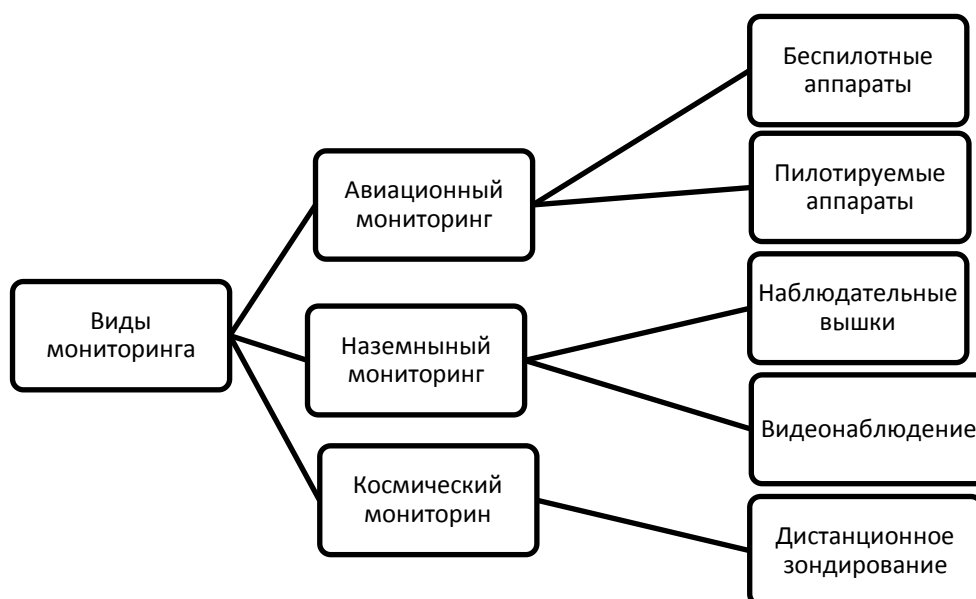 Виды
мониторинга
Авиационный
мониторинг
Беспилотные
аппараты
Пилотируемые
аппараты
Наземныный
мониторинг
Наблюдательные
вышки
Видеонаблюдение
Космический
мониторин
Дистанционное
зондирование